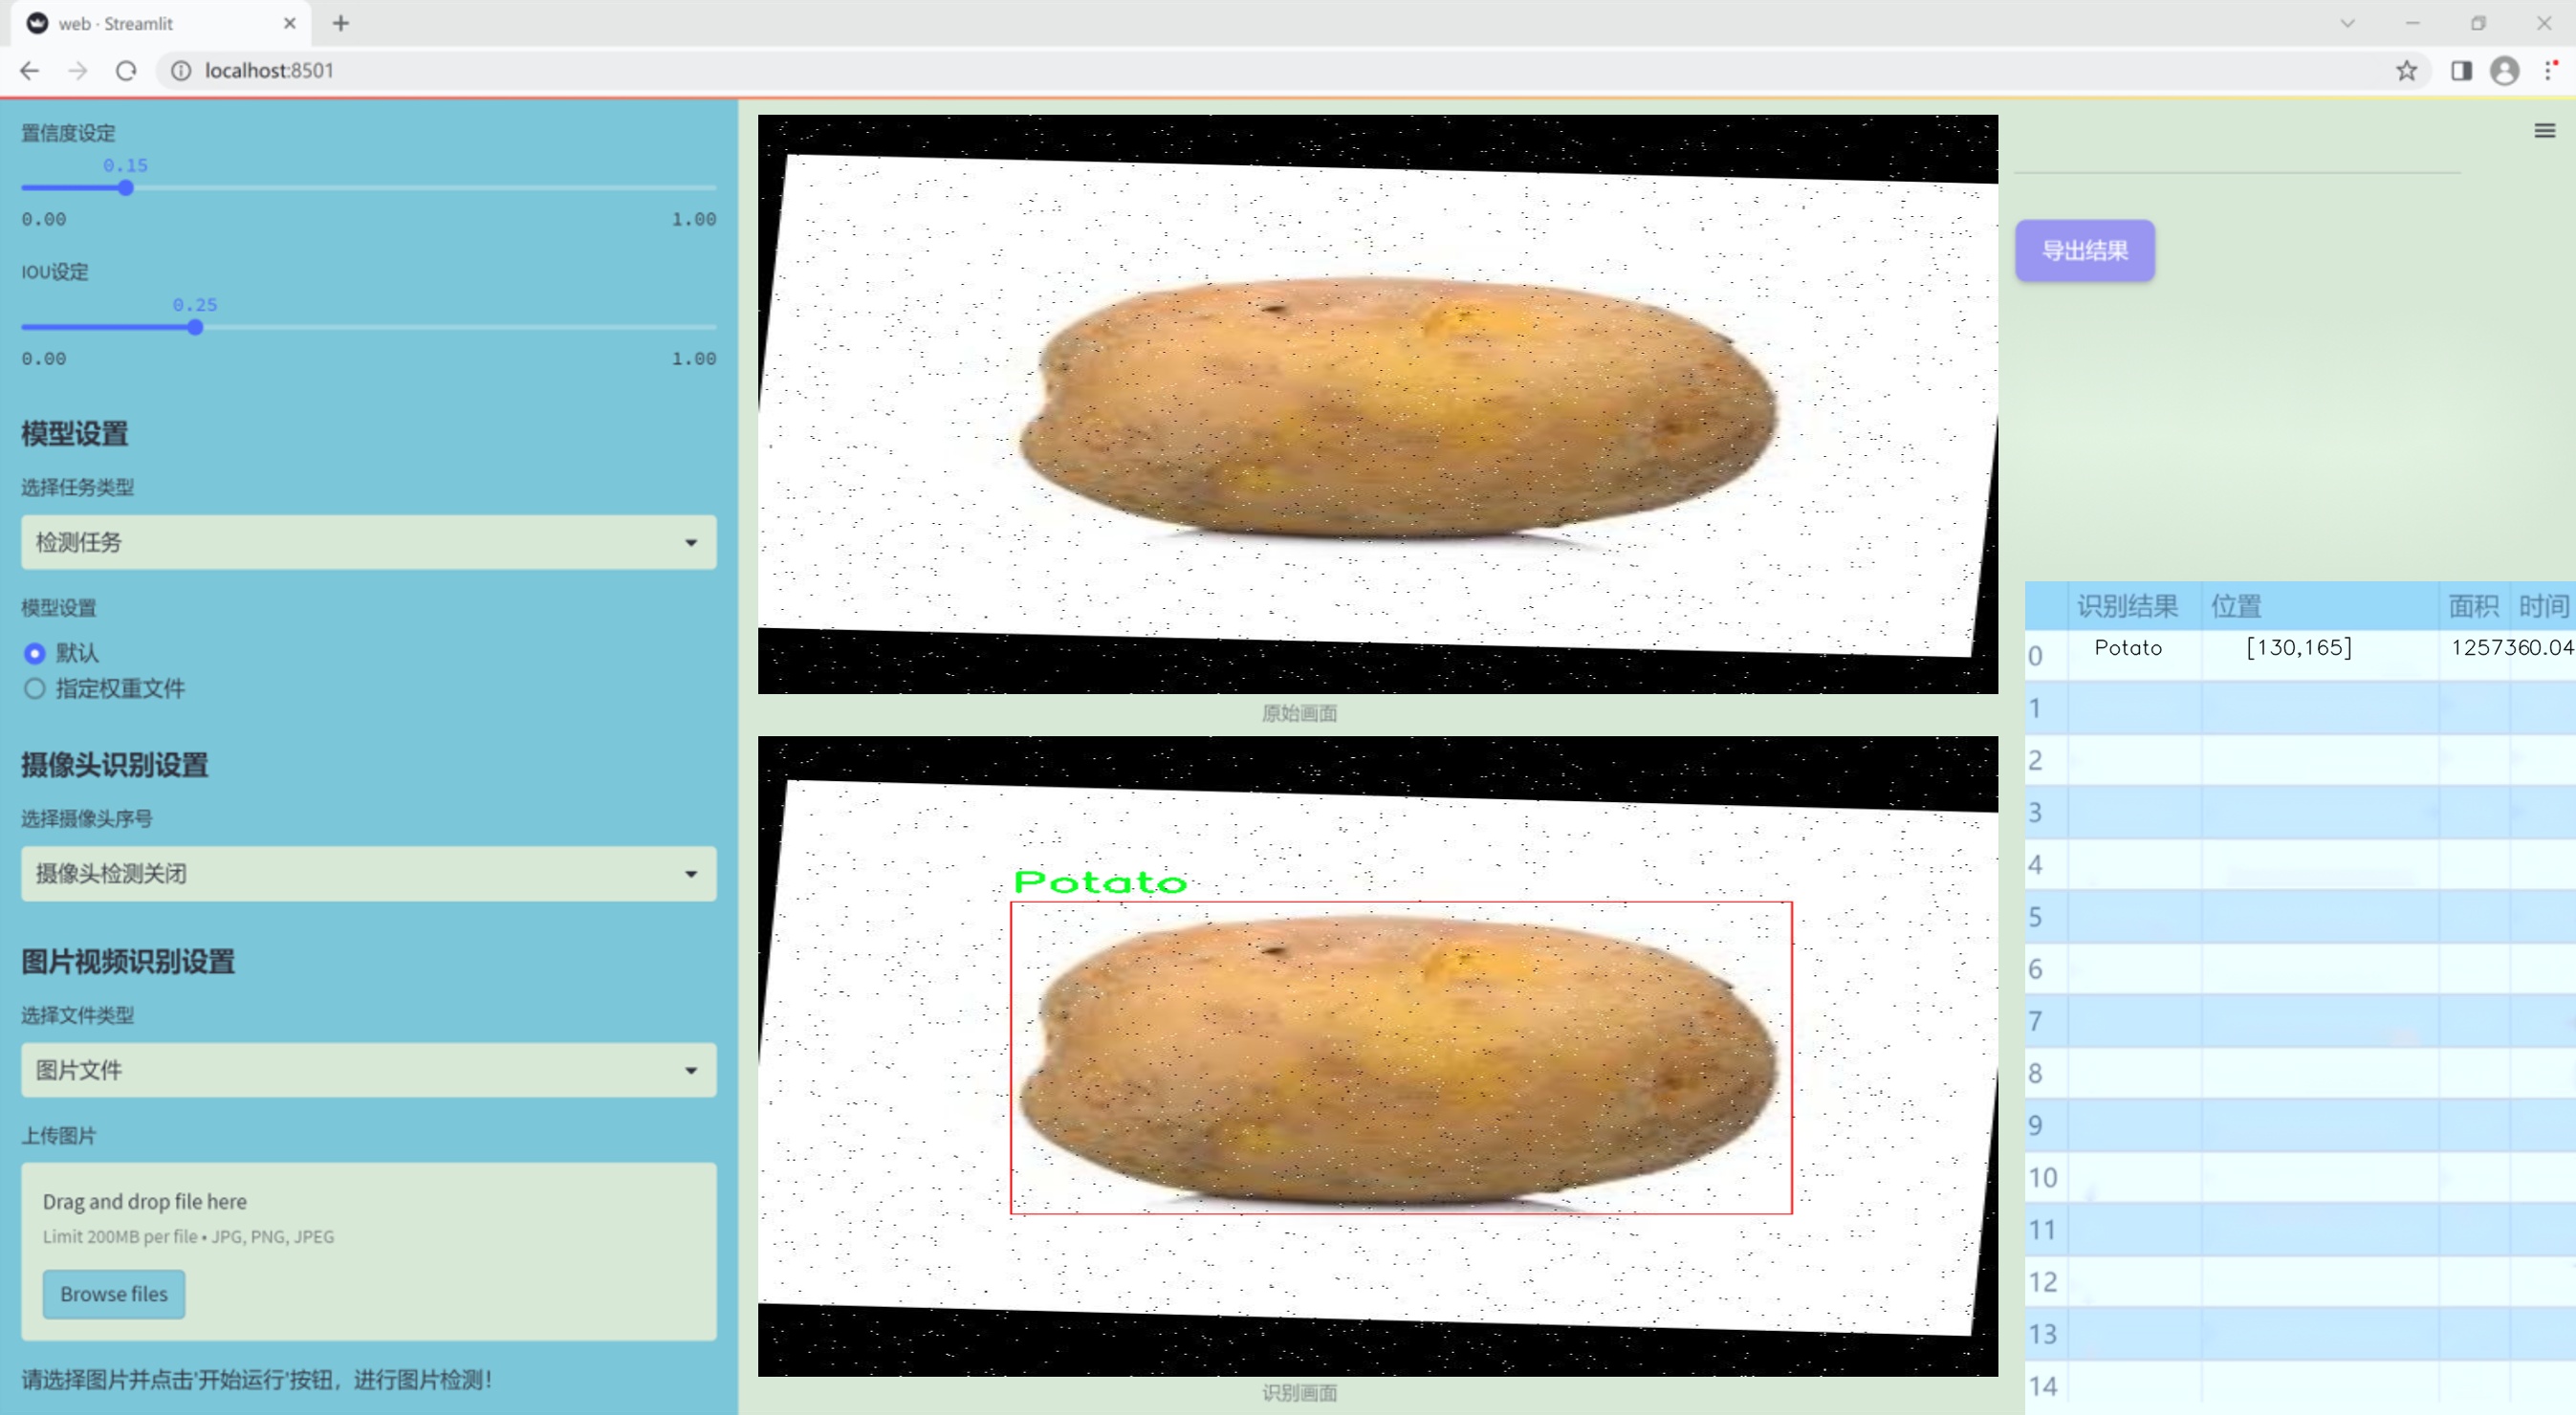 web · Streamlit
localhost:8501
置信度设定
0.15
0.00 1.00
IOU设定
0.25
0.00 1.00
模型设置
选择任务类型
检测任务
模型设置
默认
指定权重文件
摄像头识别设置
选择摄像头序号
摄像头检测关闭
图片视频识别设置
选择文件类型
图片文件
上传图片
Drag and drop file here
Limit 200MB per file • JPG, PNG, JPEG
Browse files
请选择图片并点击'开始运行'按钮，进行图片检测!
原始画面
Potato
识别画面
导出结果
识别结果 位置 面积 时间
0 Potato [130,165] 1257360.04
1
2
3
4
5
6
7
8
9
10
11
12
13
14